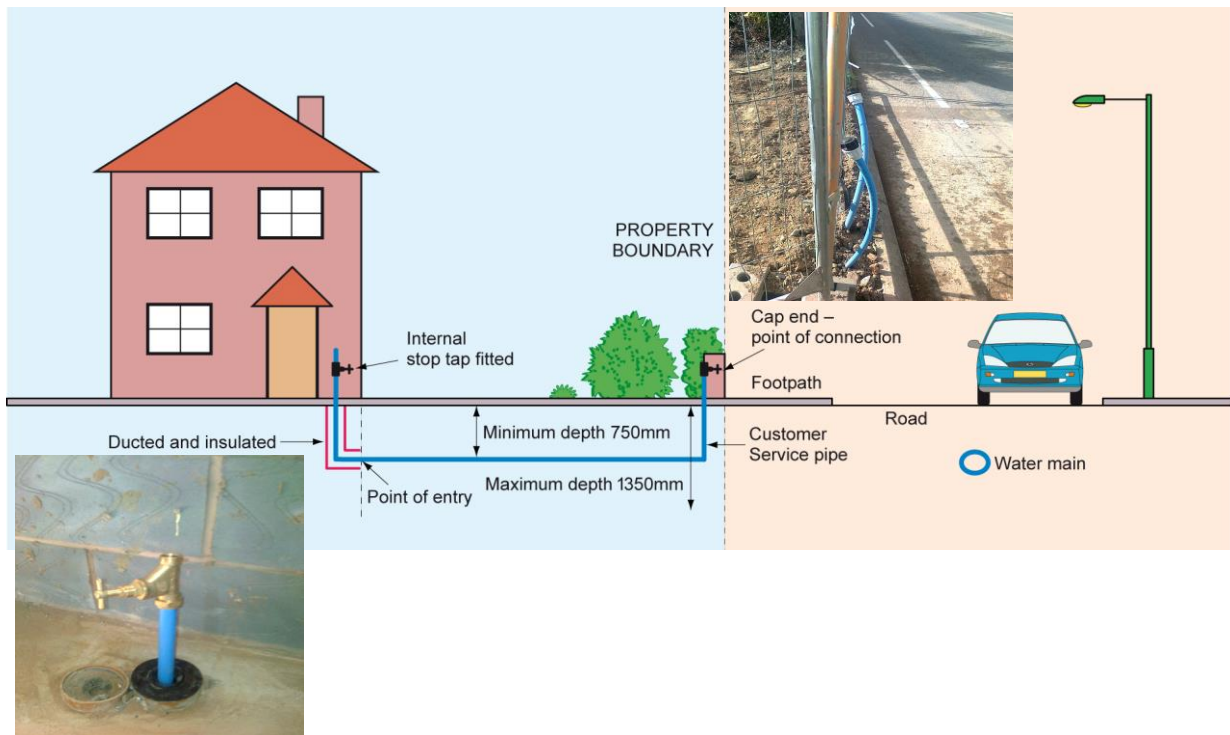 PROPERTY
BOUNDARY
Internal
stop tap fitted
Cap end –
point of connection
Footpath
Road
Ducted and insulated
Minimum depth 750mm
Customer
Service pipe
Maximum depth 1350mm
Point of entry
Water main